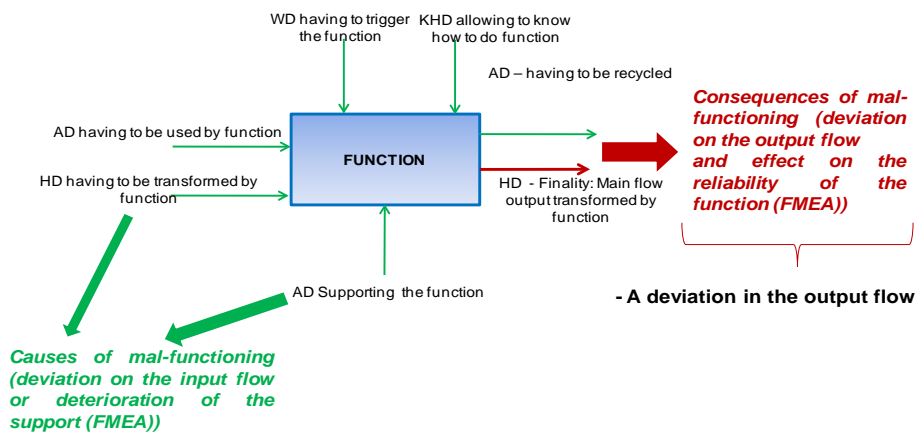 WD having to trigger
the function
KHD allowing to know
how to do function
AD – having to be recycled
AD having to be used by function
HD having to be transformed by
function
FUNCTION
HD - Finality: Main flow
output transformed by
function
AD Supporting the function
Consequences of mal-
functioning (deviation
on the output flow
and effect on the
reliability of the
function (FMEA))
- A deviation in the output flow
Causes of mal-functioning
(deviation on the input flow
or deterioration of the
support (FMEA))